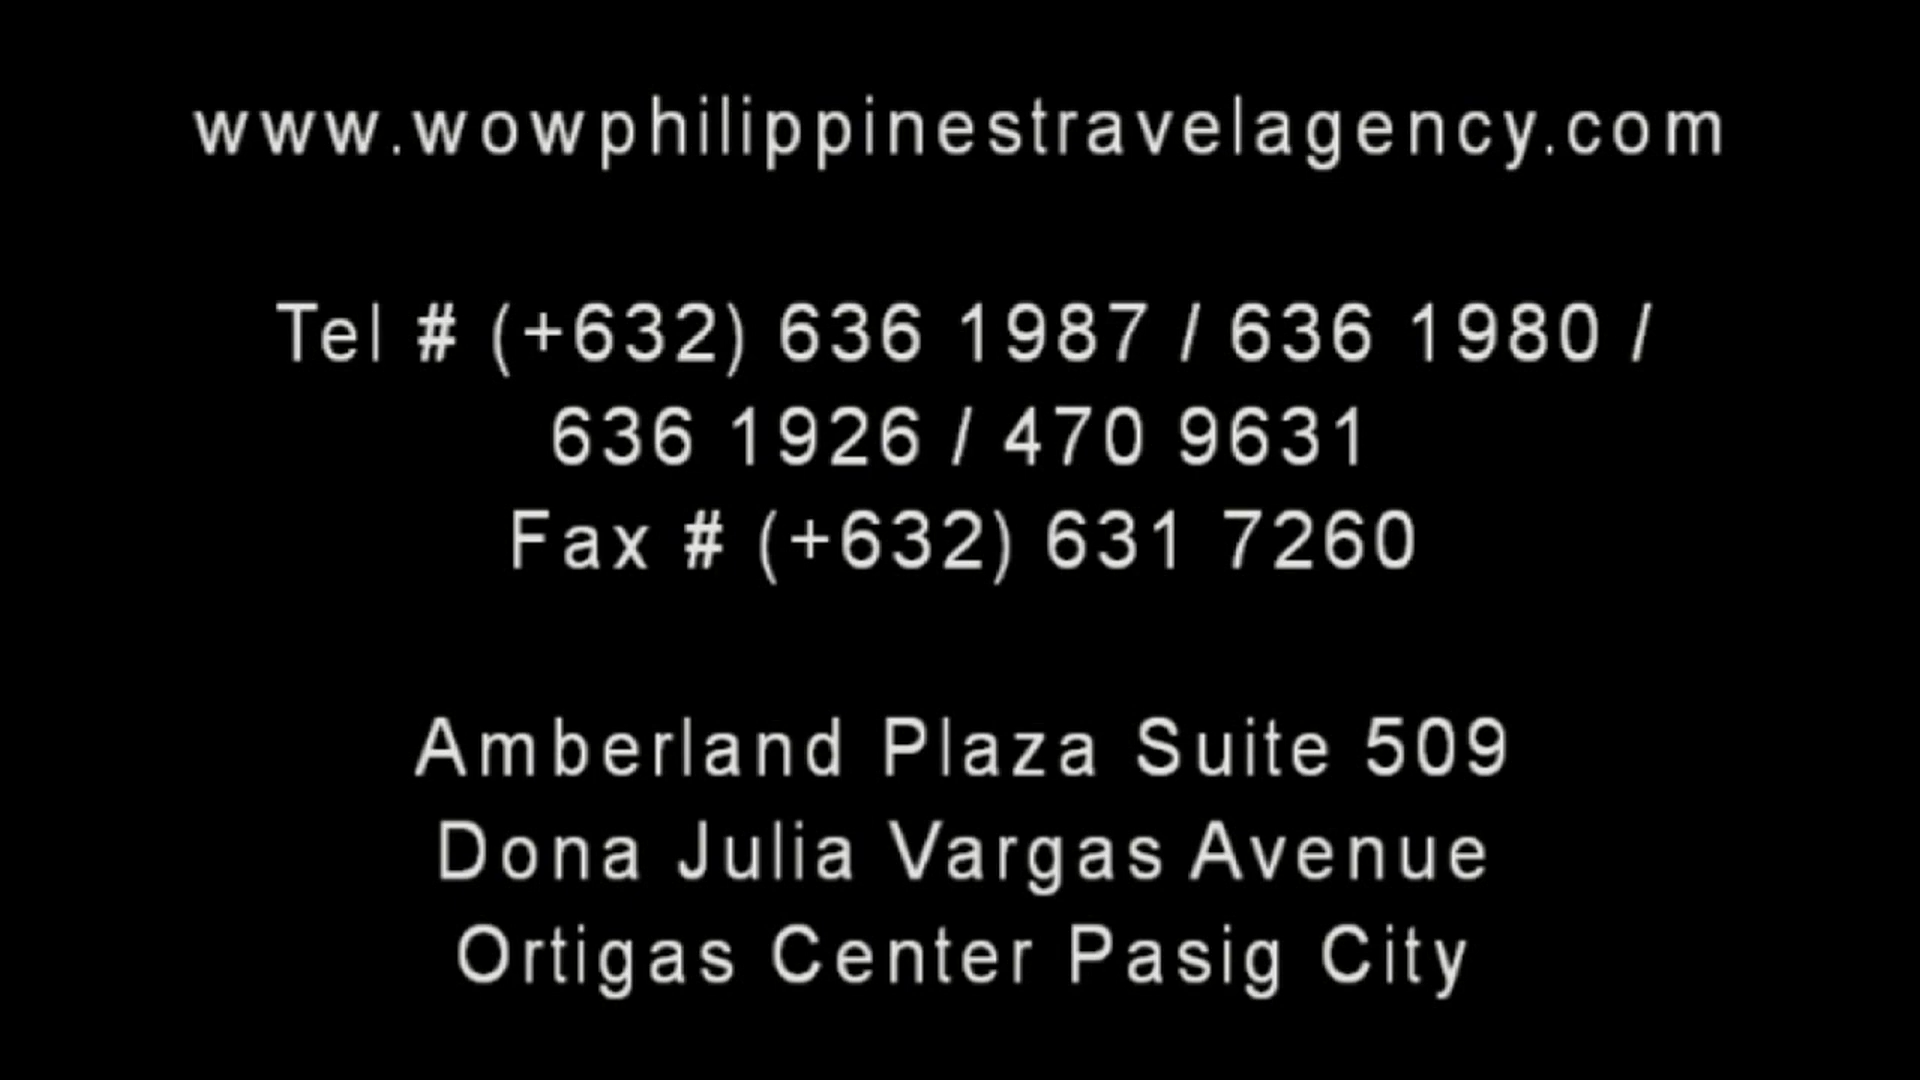 www.wowphilippinestravelagency.com
Tel # (+632) 636 1987 / 636 1980 /
636 1926 / 470 9631
Fax # (+632) 631 7260
Amberland Plaza Suite 509
Dona Julia Vargas Avenue
Ortigas Center Pasig City